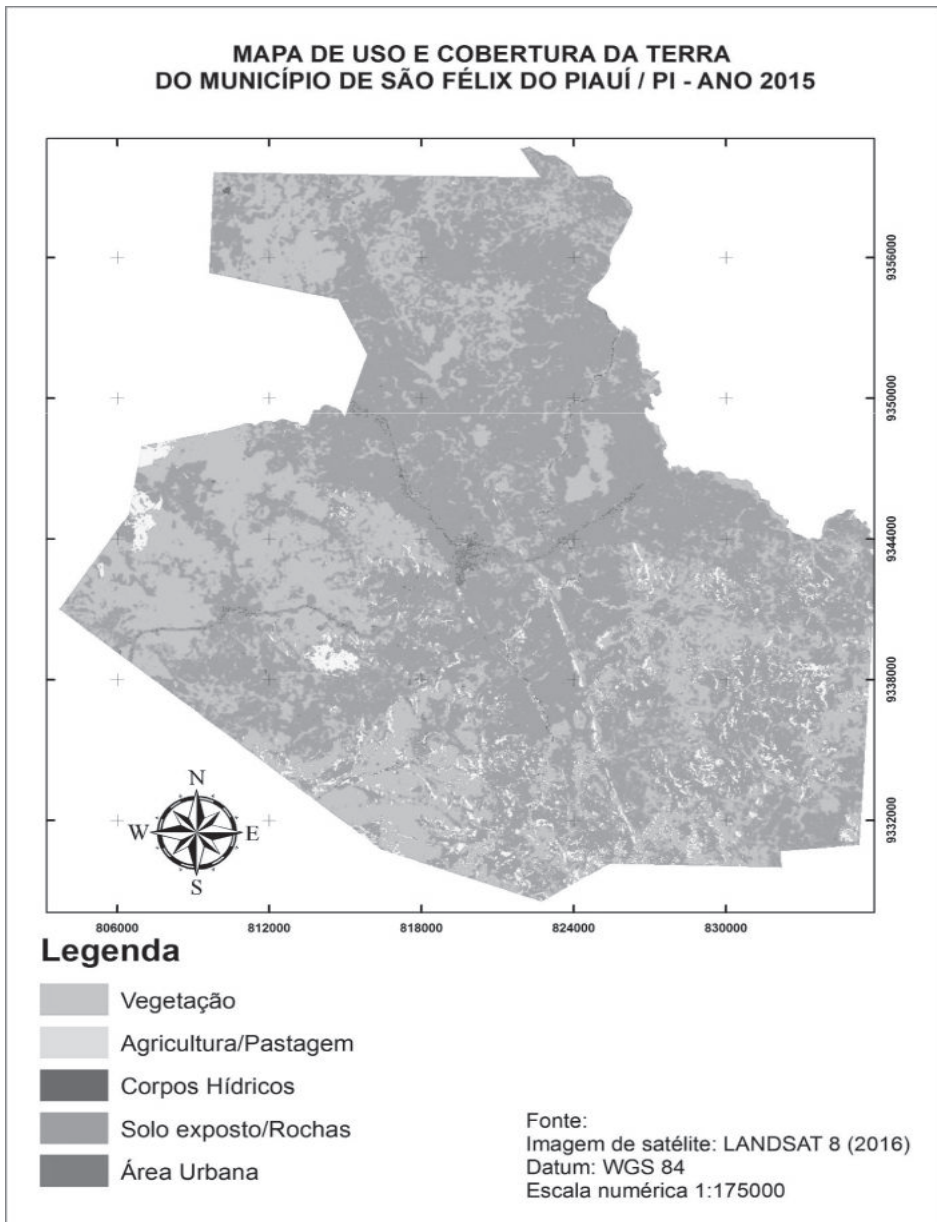 MAPA DE USO E COBERTURA DA TERRA
DO MUNICÍPIO DE SÃO FÉLIX DO PIAUÍ / PI - ANO 2015
9356000
9350000
9344000
9338000
9332000
N
W
E
S
806000
812000
818000
824000
830000
Legenda
Vegetação
Agricultura/Pastagem
Corpos Hídricos
Solo exposto/Rochas
Área Urbana
Fonte:
Imagem de satélite: LANDSAT 8 (2016)
Datum: WGS 84
Escala numérica 1:175000